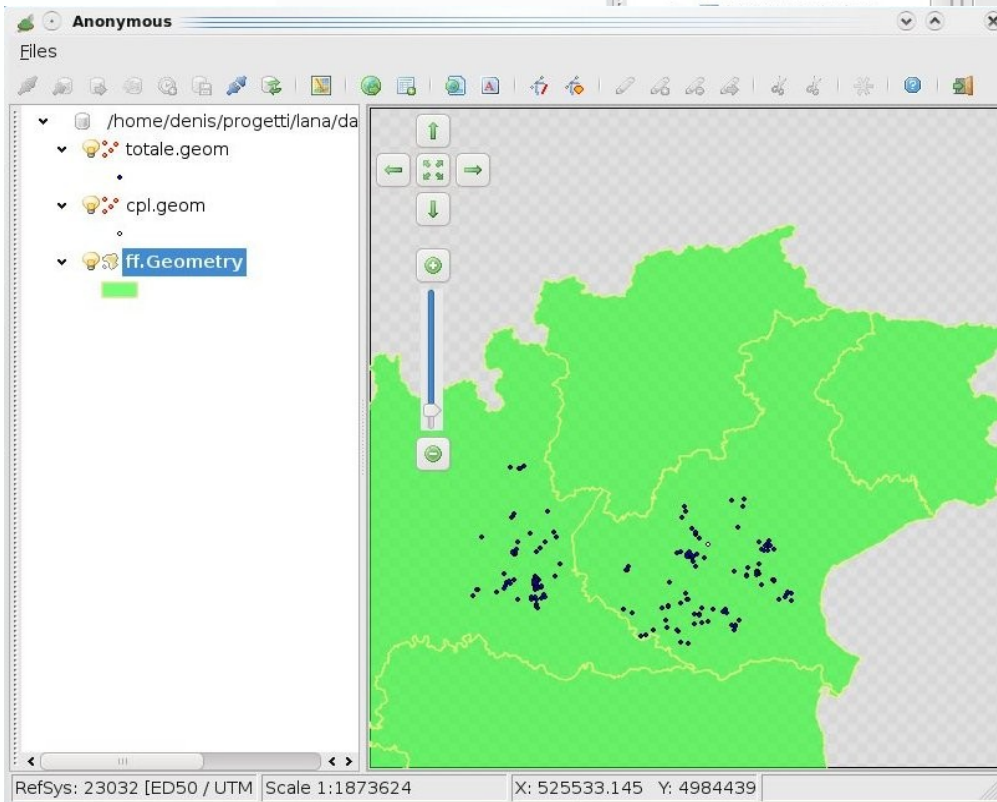 Anonymous
Files
/home/denis/progetti/lana/da
totale.geom
cpl.geom
ff.Geometry
RefSys: 23032 [ED50 / UTM
Scale 1:1873624
X: 525533.145 Y: 4984439